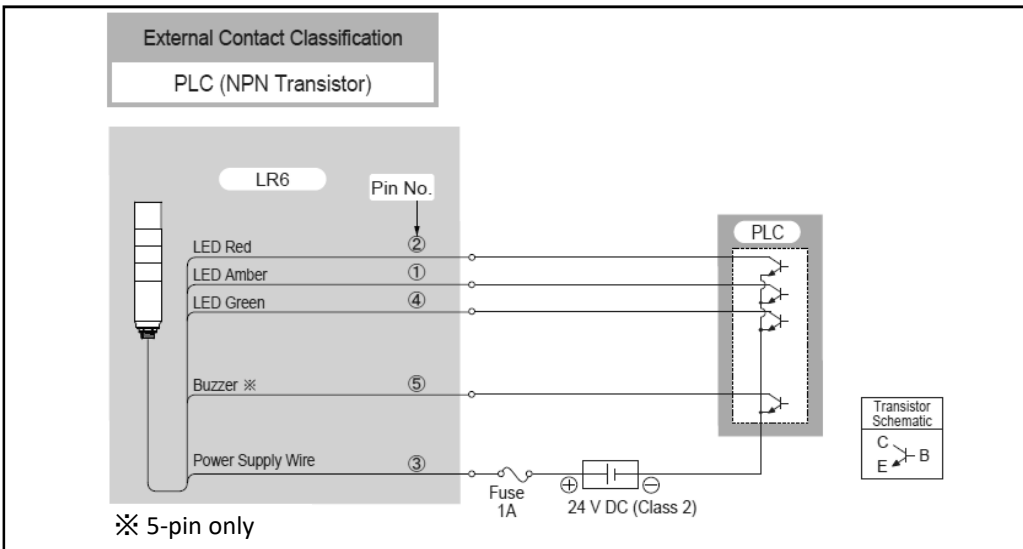 External Contact Classification
PLC (NPN Transistor)
LR6
Pin No.
PLC
LED Red ②
LED Amber ①
LED Green ④
Buzzer ※ ⑤
Transistor
Schematic
C
B
E
Power Supply Wire ③
Fuse
1A
⊕ ⊖
24 V DC (Class 2)
※ 5-pin only